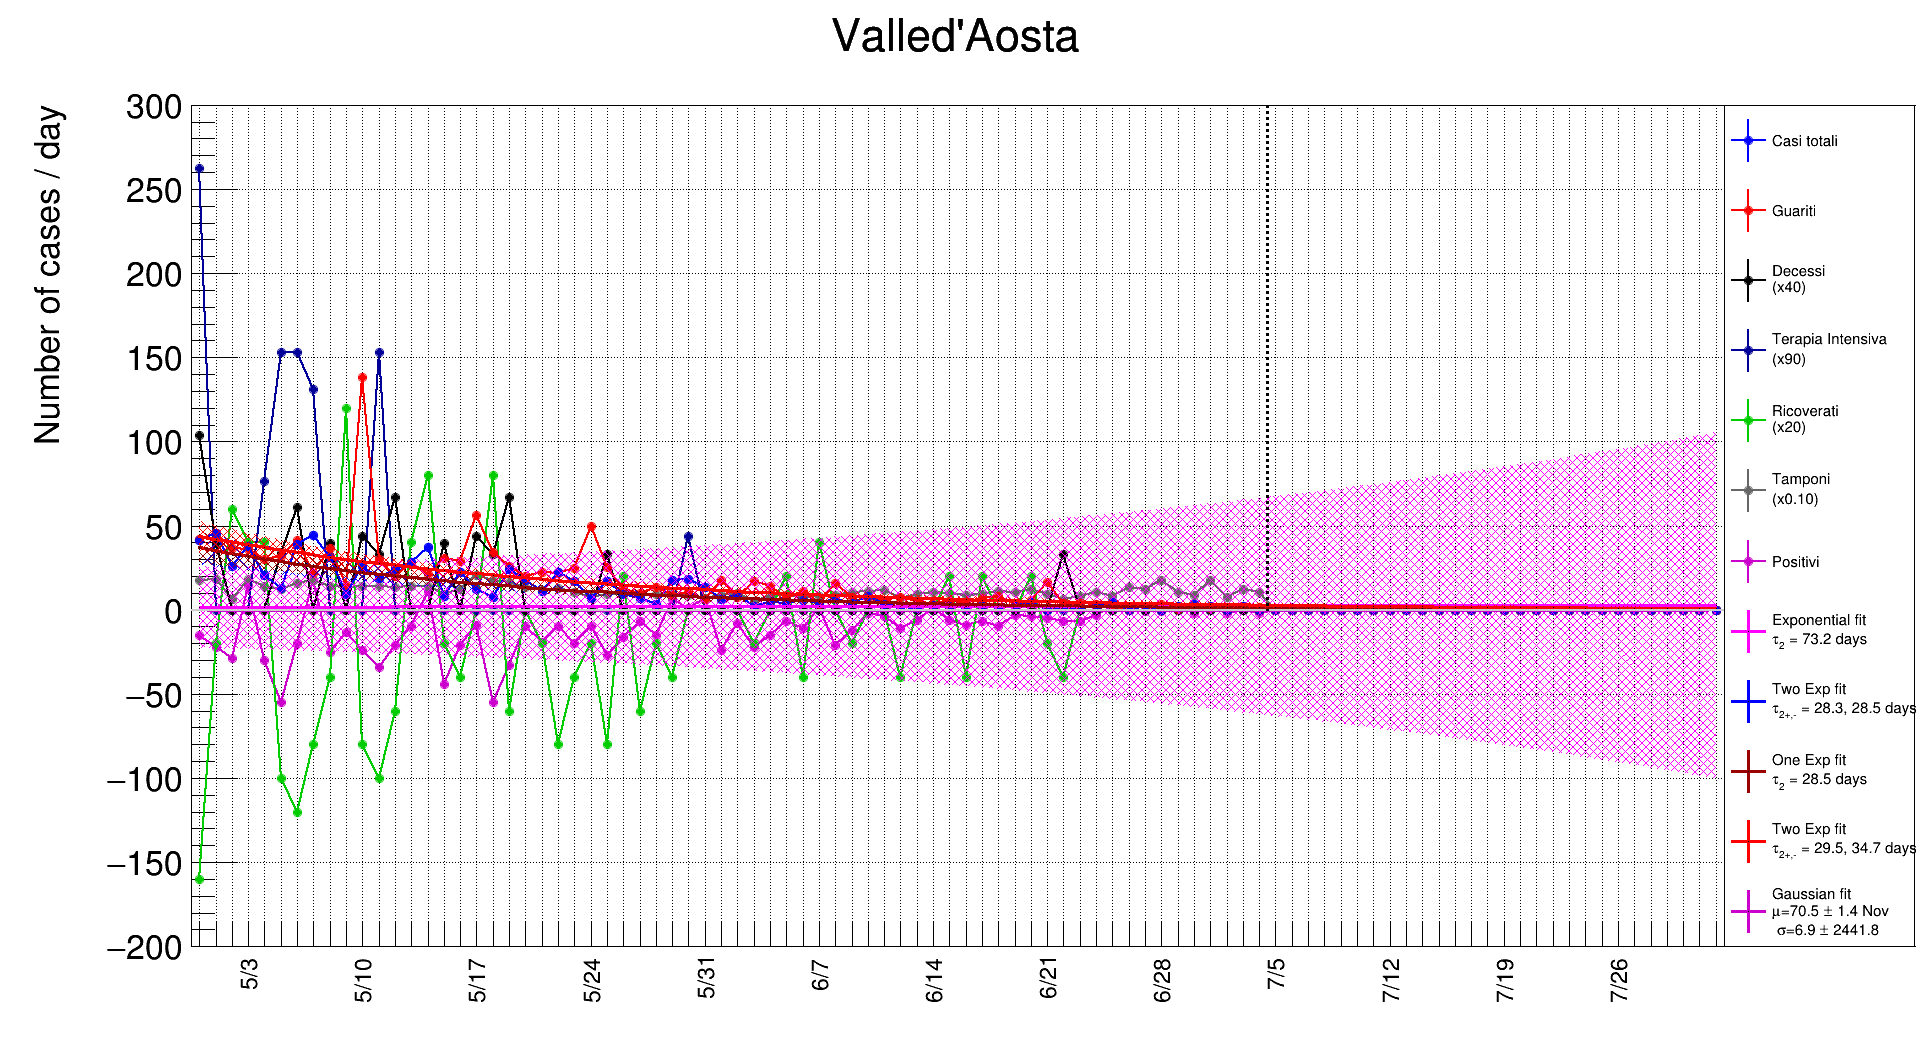 Valled'Aosta
Number of cases / day
300
250
200
150
100
50
0
−50
−100
−150
−200
5/3
5/10
5/17
5/24
5/31
6/7
6/14
6/21
6/28
7/5
7/12
7/19
7/26
Casi totali
Guariti
Decessi
(x40)
Terapia Intensiva
(x90)
Ricoverati
(x20)
Tamponi
(x0.10)
Positivi
Exponential fit
τ2 = 73.2 days
Two Exp fit
τ2+,- = 28.3, 28.5 days
One Exp fit
τ2 = 28.5 days
Two Exp fit
τ2+,- = 29.5, 34.7 days
Gaussian fit
μ=70.5 ± 1.4 Nov
σ=6.9 ± 2441.8